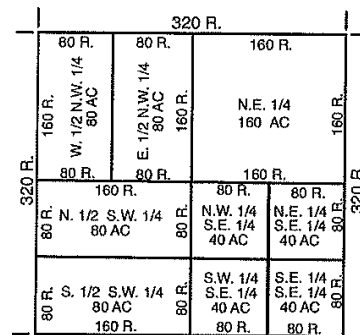 320 R.
80 R.
80 R.
160 R.
320 R.
160 R.
W. 1/2 N.W. 1/4
80 AC
E. 1/2 N.W. 1/4
80 AC
160 R.
N.E. 1/4
160 AC
160 R.
320 R.
80 R.
80 R.
160 R.
160 R.
80 R.
N. 1/2 S.W. 1/4
80 AC
80 R.
80 R.
N.W. 1/4
S.E. 1/4
40 AC
80 R.
N.E. 1/4
S.E. 1/4
40 AC
80 R.
S. 1/2 S.W. 1/4
80 AC
160 R.
80 R.
S.W. 1/4
S.E. 1/4
40 AC
80 R.
S.E. 1/4
S.E. 1/4
40 AC
80 R.